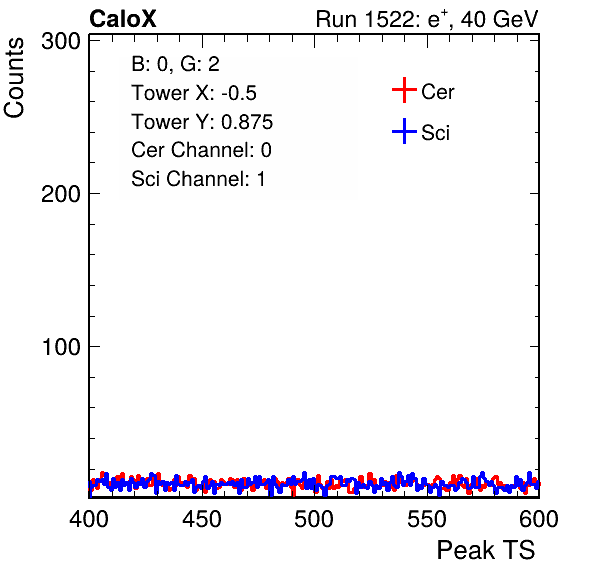 CaloX Run 1522: e+, 40 GeV
Counts
300
200
100
B: 0, G: 2
Tower X: -0.5
Tower Y: 0.875
Cer Channel: 0
Sci Channel: 1
Cer
Sci
400 450 500 550 600
Peak TS